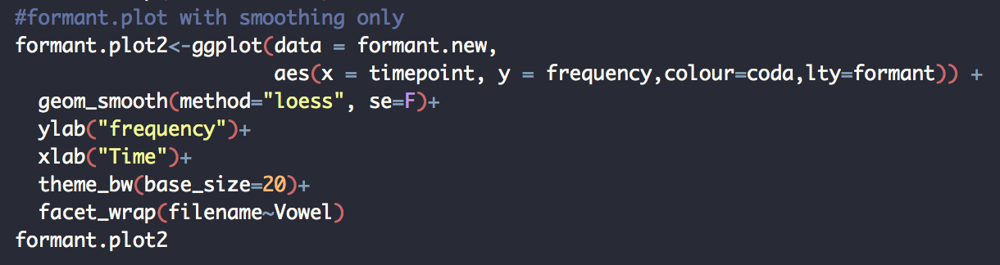 #formant.plot with smoothing only
formant.plot2<-ggplot(data = formant.new,
                      aes(x = timepoint, y = frequency,colour=coda,lty=formant)) +
  geom_smooth(method="loess", se=F)+
  ylab("frequency")+
  xlab("Time")+
  theme_bw(base_size=20)+
  facet_wrap(filename~Vowel)
formant.plot2